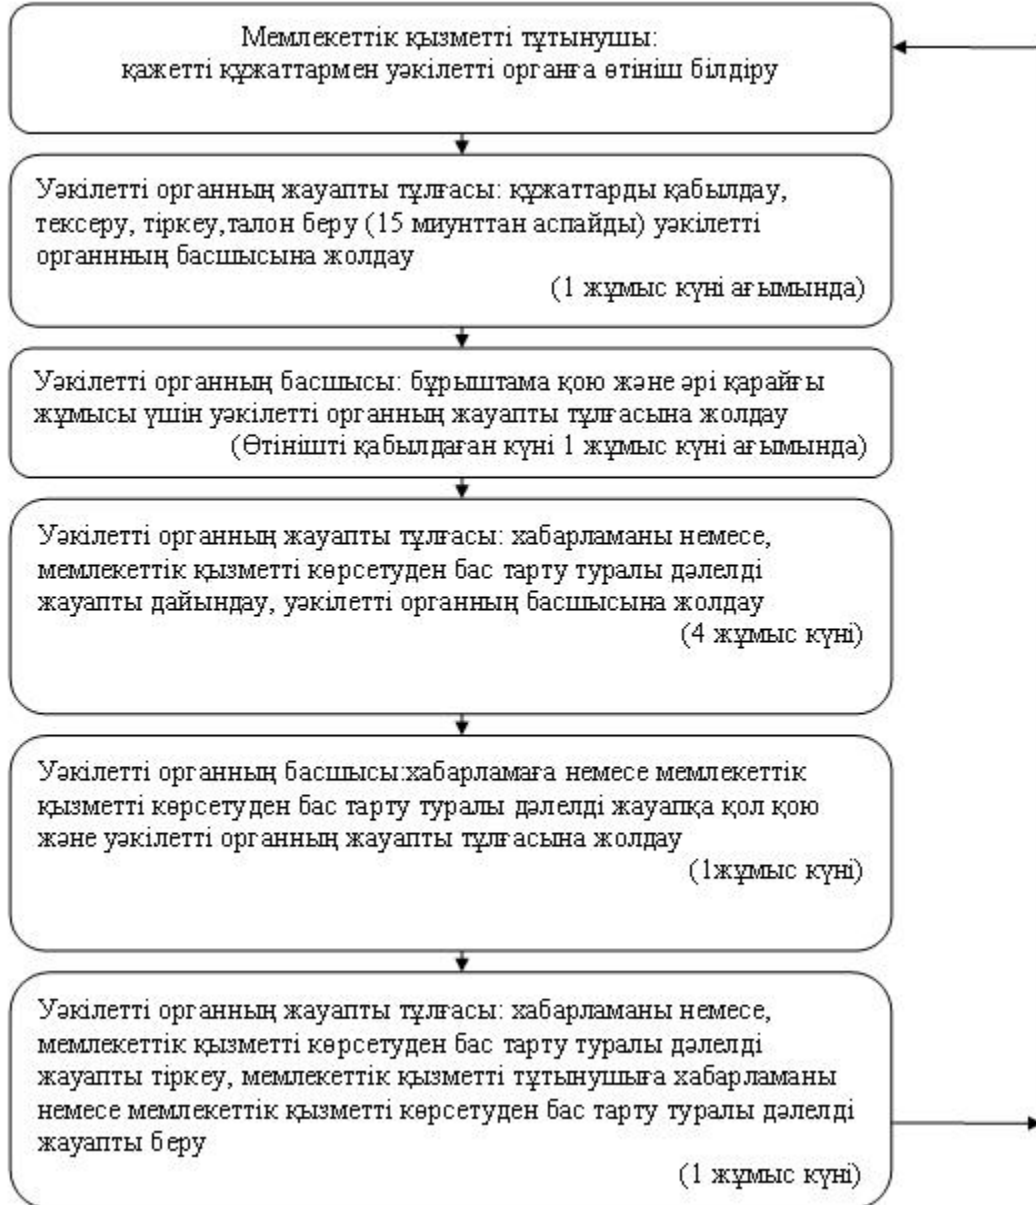 Мемлекеттік қызметті тұтынушы:
қажетті құжаттармен уәкілетті органға өтініш білдіру
Уәкілетті органның жауапты тұлғасы: құжаттарды қабылдау,
тексеру, тіркеу,талон беру (15 миунттан аспайды) уәкілетті
органнның басшысына жолдау
(1 жұмыс күні ағымында)
Уәкілетті органның басшысы: бұрыштама қою және әрі қарайғы
жұмысы үшін уәкілетті органның жауапты тұлғасына жолдау
(Өтінішті қабылдаған күні 1 жұмыс күні ағымында)
Уәкілетті органның жауапты тұлғасы: хабарламаны немесе,
мемлекеттік қызметті көрсетуден бас тарту туралы дәлелді
жауапты дайындау, уәкілетті органның басшысына жолдау
(4 жұмыс күні)
Уәкілетті органның басшысы:хабарламаға немесе мемлекеттік
қызметті көрсетуден бас тарту туралы дәлелді жауапқа қол қою
және уәкілетті органның жауапты тұлғасына жолдау
(1жұмыс күні)
Уәкілетті органның жауапты тұлғасы: хабарламаны немесе,
мемлекеттік қызметті көрсетуден бас тарту туралы дәлелді
жауапты тіркеу, мемлекеттік қызметті тұтынушыға хабарламаны
немесе мемлекеттік қызметті көрсетуден бас тарту туралы дәлелді
жауапты беру
(1 жұмыс күні)